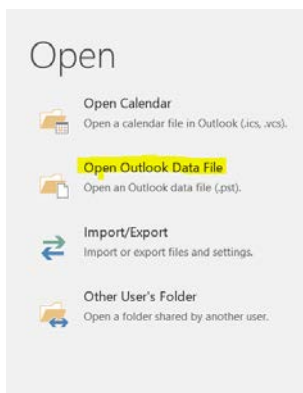 Open
Open Calendar
Open a calendar file in Outlook (.ics, .vcs).
Open Outlook Data File
Open an Outlook data file (.pst).
Import/Export
Import or export files and settings.
Other User's Folder
Open a folder shared by another user.